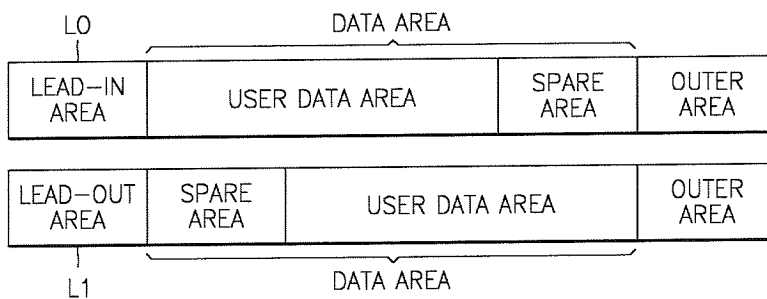 L0
DATA AREA
LEAD-IN
AREA
USER DATA AREA
SPARE
AREA
OUTER
AREA
LEAD-OUT
AREA
SPARE
AREA
USER DATA AREA
OUTER
AREA
L1
DATA AREA